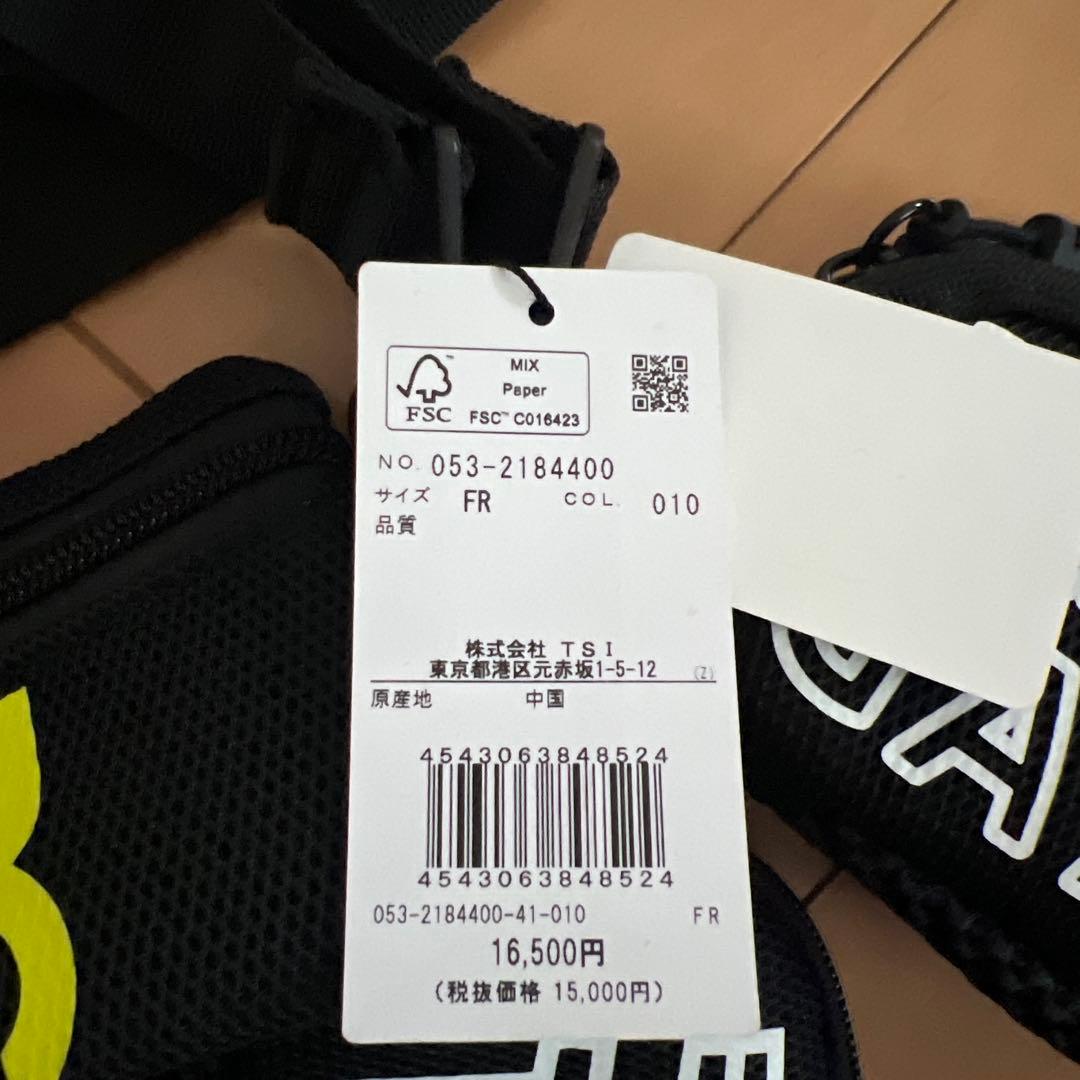 MIX
Paper
FSC™ C016423
FSC
NO. 053-2184400
サイズ FR COL. 010
品質
株式会社 TSI
東京都港区元赤坂1-5-12 (Z)
原産地 中国
4543063848524
4543063848524
053-2184400-41-010 FR
16,500円
(税抜価格 15,000円)
GA